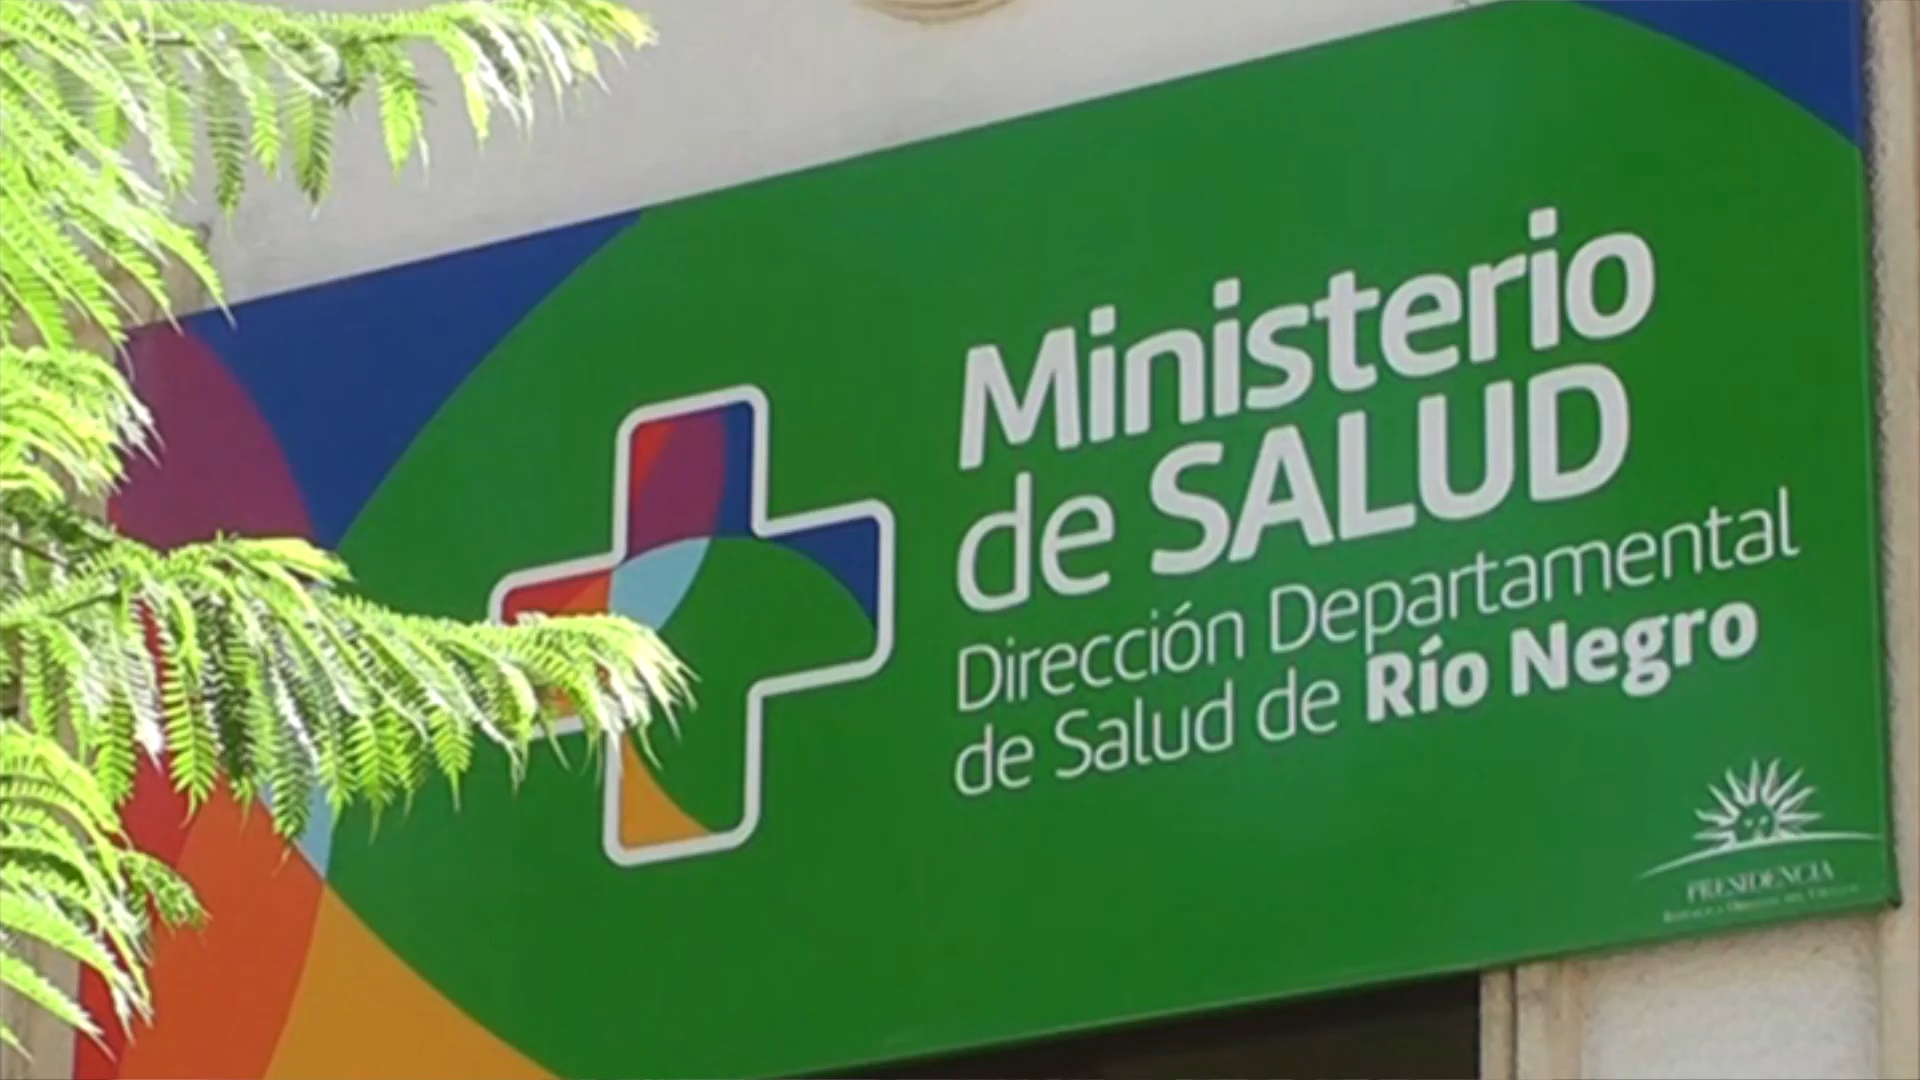 Ministerio
de SALUD
Dirección Departamental
de Salud de Río Negro
PRESIDENCIA